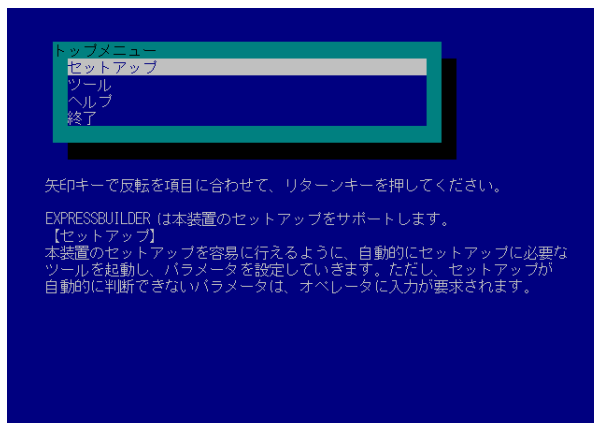 トップメニュー
セットアップ
ツール
ヘルプ
終了
矢印キーで反転を項目に合わせて、リターンキーを押してください。
EXPRESSBUILDER は本装置のセットアップをサポートします。
【セットアップ】
本装置のセットアップを容易に行えるように、自動的にセットアップに必要な
ツールを起動し、パラメータを設定していきます。ただし、セットアップが
自動的に判断できないパラメータは、オペレータに入力が要求されます。